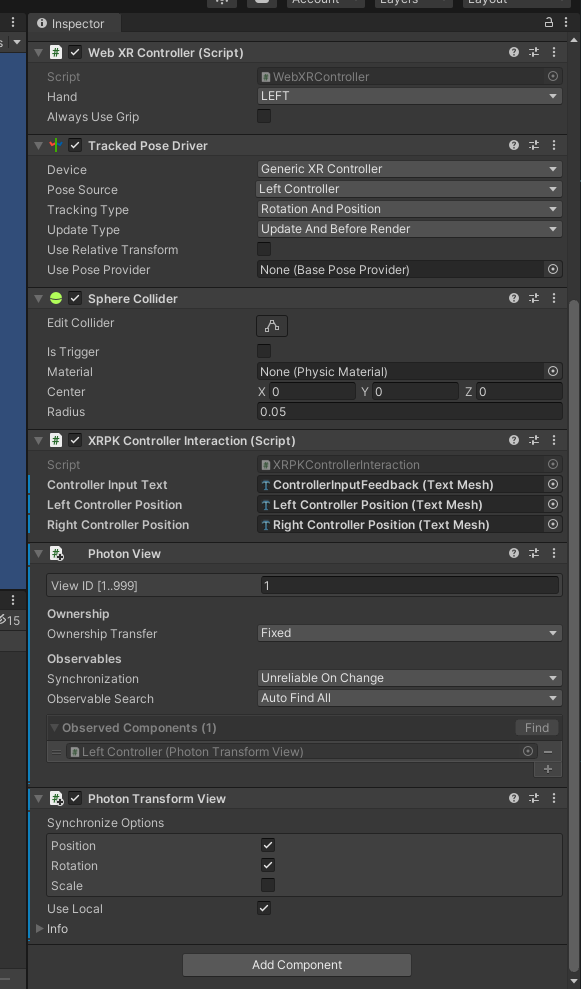 Account
Layers
Layout
Inspector
s
Web XR Controller (Script)
Script
WebXRController
Hand
LEFT
Always Use Grip
Tracked Pose Driver
Device
Generic XR Controller
Pose Source
Left Controller
Tracking Type
Rotation And Position
Update Type
Update And Before Render
Use Relative Transform
Use Pose Provider
None (Base Pose Provider)
Sphere Collider
Edit Collider
Is Trigger
Material
None (Physic Material)
Center
X 0 Y 0 Z 0
Radius
0.05
XRPK Controller Interaction (Script)
Script
XRPKControllerInteraction
Controller Input Text
ControllerInputFeedback (Text Mesh)
Left Controller Position
Left Controller Position (Text Mesh)
Right Controller Position
Right Controller Position (Text Mesh)
Photon View
View ID [1..999]
1
Ownership
Ownership Transfer
Fixed
15
Observables
Synchronization
Unreliable On Change
Observable Search
Auto Find All
Observed Components (1)
Find
Left Controller (Photon Transform View)
Photon Transform View
Synchronize Options
Position
Rotation
Scale
Use Local
Info
Add Component